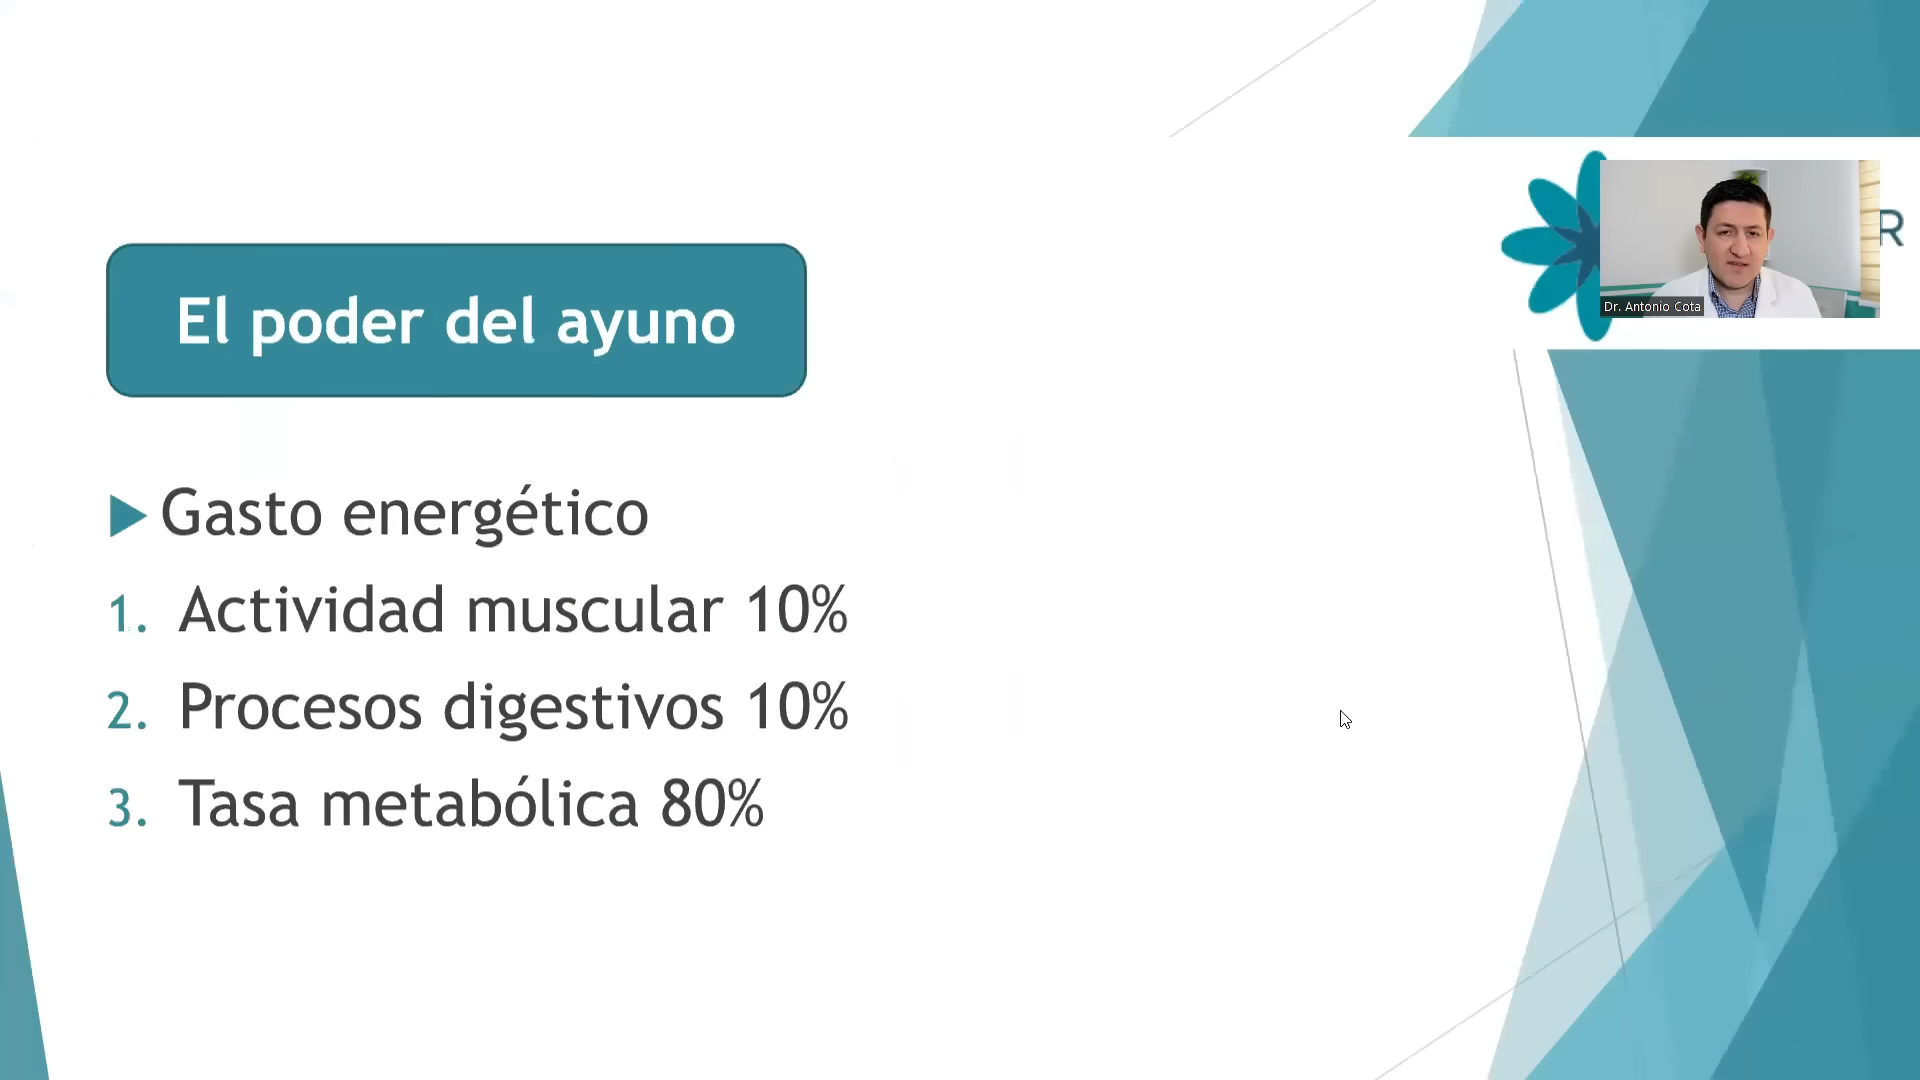 R
Dr. Antonio Cota
El poder del ayuno
Gasto energético
1. Actividad muscular 10%
2. Procesos digestivos 10%
3. Tasa metabólica 80%